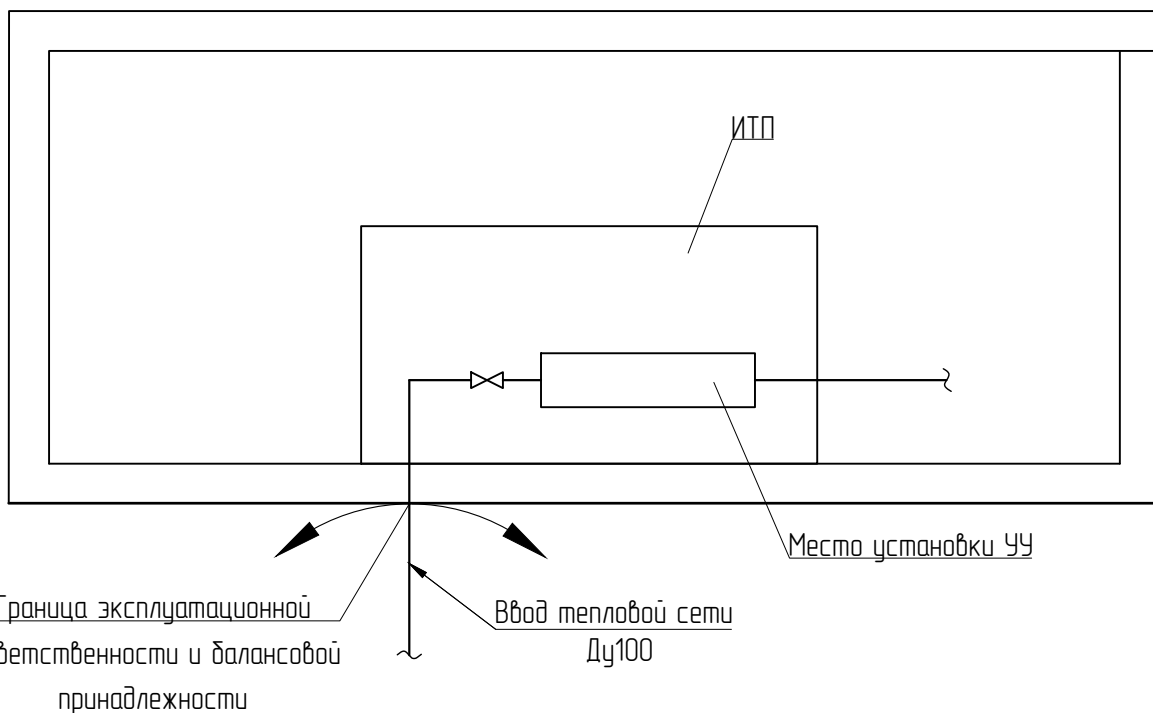 ИТП
Место установки УУ
Граница эксплуатационной
ветственности и балансовой
принадлежности
Ввод тепловой сети
Ду100